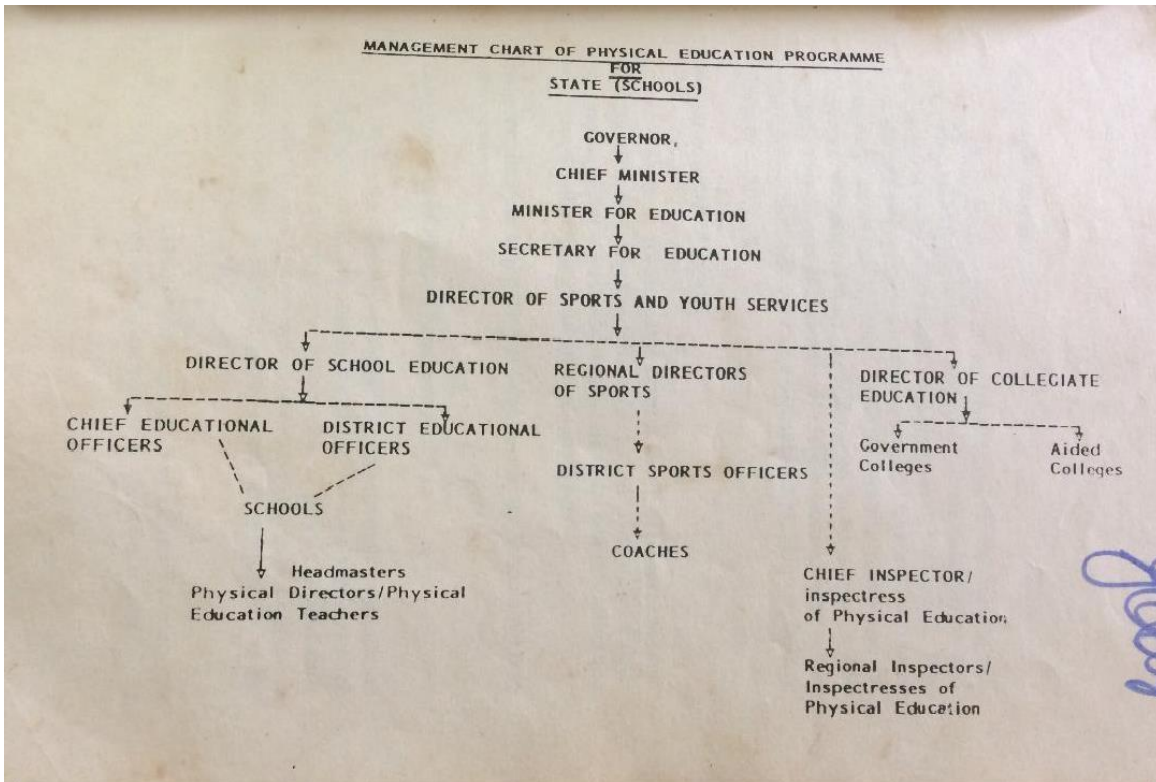 MANAGEMENT CHART OF PHYSICAL EDUCATION PROGRAMME
FOR
STATE (SCHOOLS)
GOVERNOR,
CHIEF MINISTER
MINISTER FOR EDUCATION
SECRETARY FOR EDUCATION
DIRECTOR OF SPORTS AND YOUTH SERVICES
DIRECTOR OF SCHOOL EDUCATION
CHIEF EDUCATIONAL
OFFICERS
DISTRICT EDUCATIONAL
OFFICERS
SCHOOLS
Headmasters
Physical Directors/Physical
Education Teachers
REGIONAL DIRECTORS
OF SPORTS
DISTRICT SPORTS OFFICERS
COACHES
CHIEF INSPECTOR/
inspectress
of Physical Education
Regional Inspectors/
Inspectresses of
Physical Education
DIRECTOR OF COLLEGIATE
EDUCATION
Government
Colleges
Aided
Colleges